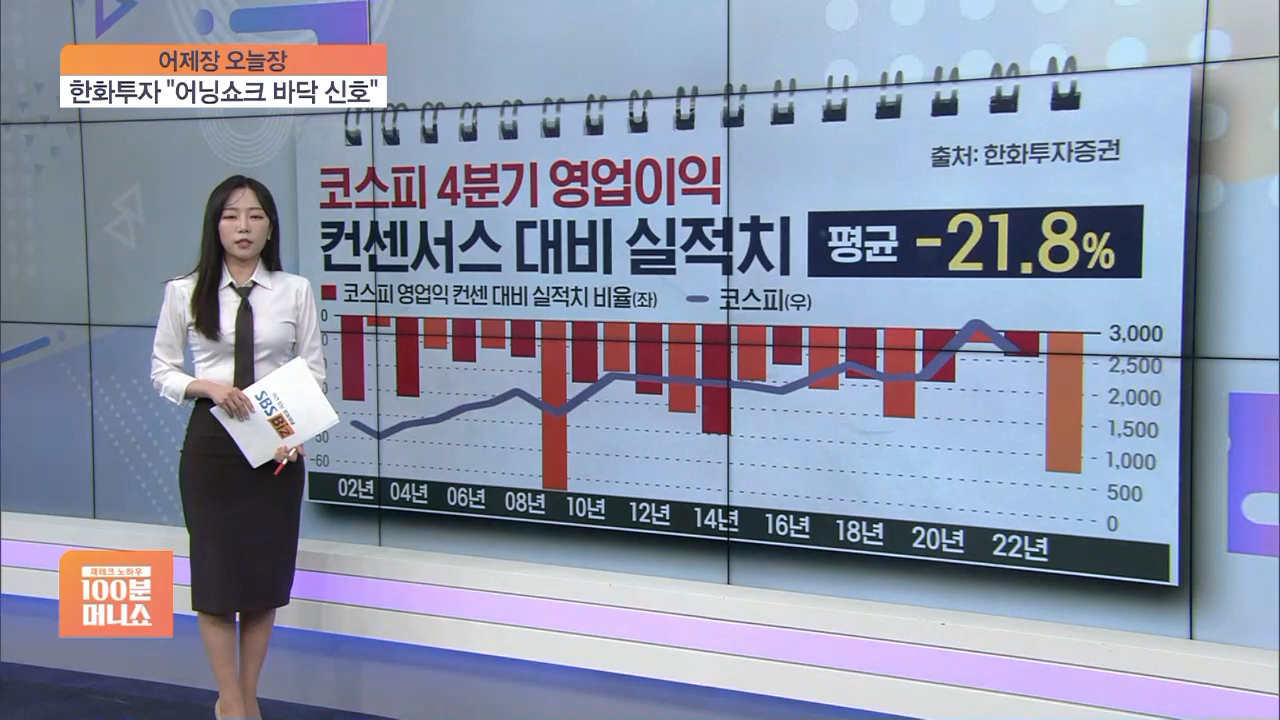 어제장 오늘장
한화투자 "어닝쇼크 바닥 신호"
출처: 한화투자증권
코스피 4분기 영업이익
컨센서스 대비 실적치 평균 -21.8%
코스피 영업익 컨센 대비 실적치 비율(좌) 코스피(우)
0
3,000
2,500
2,000
1,500
1,000
-60
500
0
02년 04년 06년 08년 10년 12년 14년 16년 18년 20년 22년
SBS Biz
재테크 노하우
100분
머니쇼